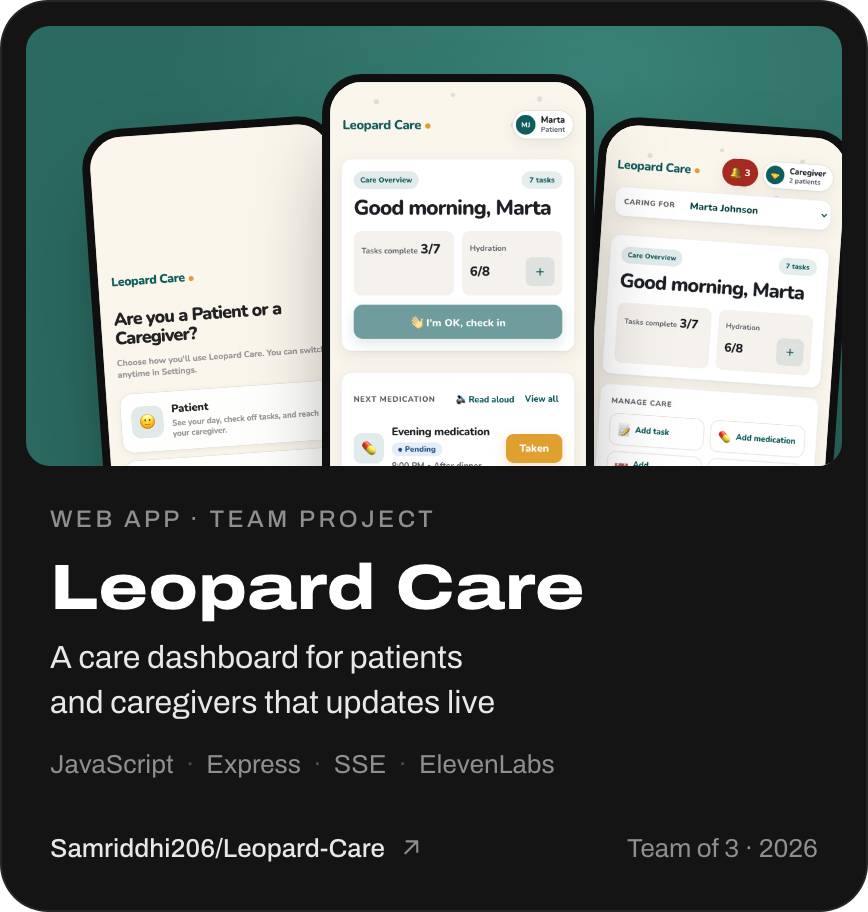 Leopard Care
Are you a Patient or a
Caregiver?
Choose how you'll use Leopard Care. You can switch
anytime in Settings.
Patient
See your day, check off tasks, and reach
your caregiver.
Leopard Care
MJ
Marta
Patient
Care Overview
7 tasks
Good morning, Marta
Tasks complete 3/7
Hydration
6/8
+
👋 I'm OK, check in
NEXT MEDICATION
Read aloud
View all
Evening medication
Pending
8:00 PM • After dinner
Taken
Leopard Care
3
Caregiver
2 patients
CARING FOR
Marta Johnson
Care Overview
7 tasks
Good morning, Marta
Tasks complete 3/7
Hydration
6/8
+
MANAGE CARE
Add task
Add medication
Add
WEB APP · TEAM PROJECT
Leopard Care
A care dashboard for patients
and caregivers that updates live
JavaScript · Express · SSE · ElevenLabs
Samriddhi206/Leopard-Care ↗
Team of 3 · 2026